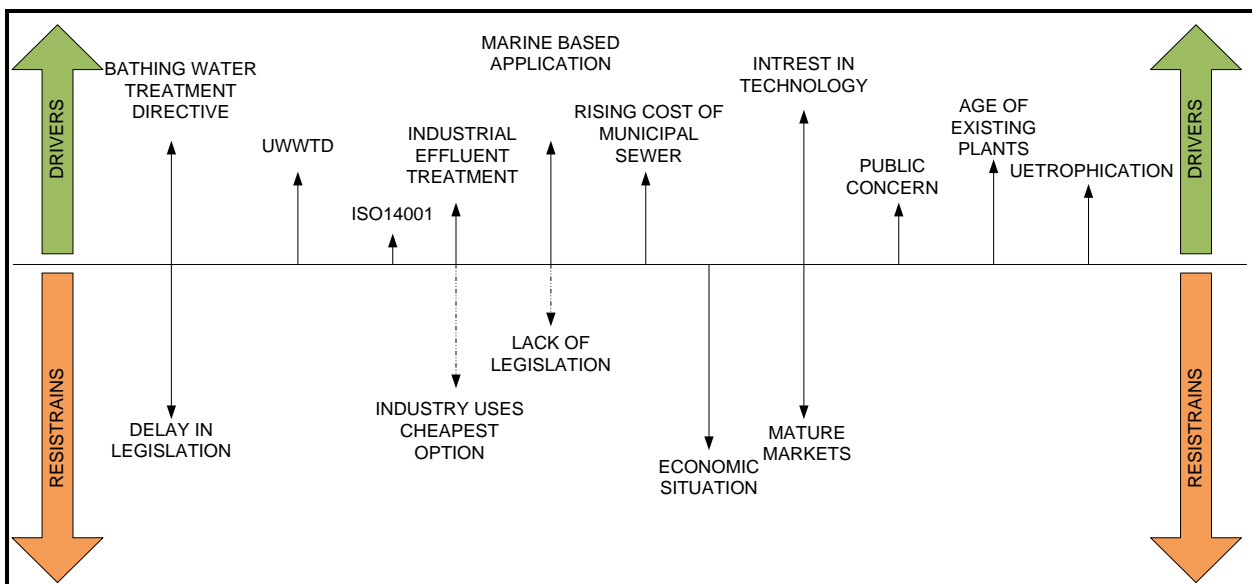 DRIVERS
BATHING WATER
TREATMENT
DIRECTIVE
UWWTD
ISO14001
INDUSTRIAL
EFFLUENT
TREATMENT
MARINE BASED
APPLICATION
RISING COST OF
MUNICIPAL
SEWER
INTREST IN
TECHNOLOGY
PUBLIC
CONCERN
AGE OF
EXISTING
PLANTS
UETROPHICATION
DRIVERS
RESISTRAINS
DELAY IN
LEGISLATION
INDUSTRY USES
CHEAPEST
OPTION
LACK OF
LEGISLATION
ECONOMIC
SITUATION
MATURE
MARKETS
RESISTRAINS